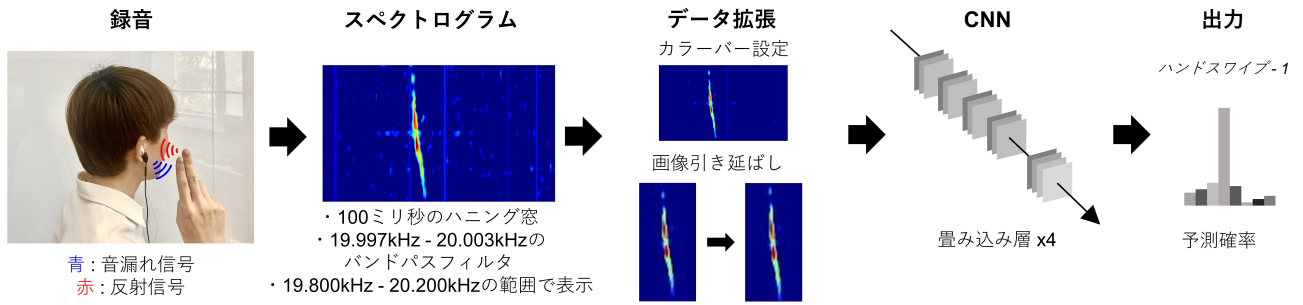 録音
青 : 音漏れ信号
赤 : 反射信号
スペクトログラム
・100ミリ秒のハニング窓
・19.997kHz - 20.003kHzの
バンドパスフィルタ
・19.800kHz - 20.200kHzの範囲で表示
データ拡張
カラーバー設定
画像引き延ばし
CNN
畳み込み層 x4
出力
ハンドスワイプ - 1
予測確率